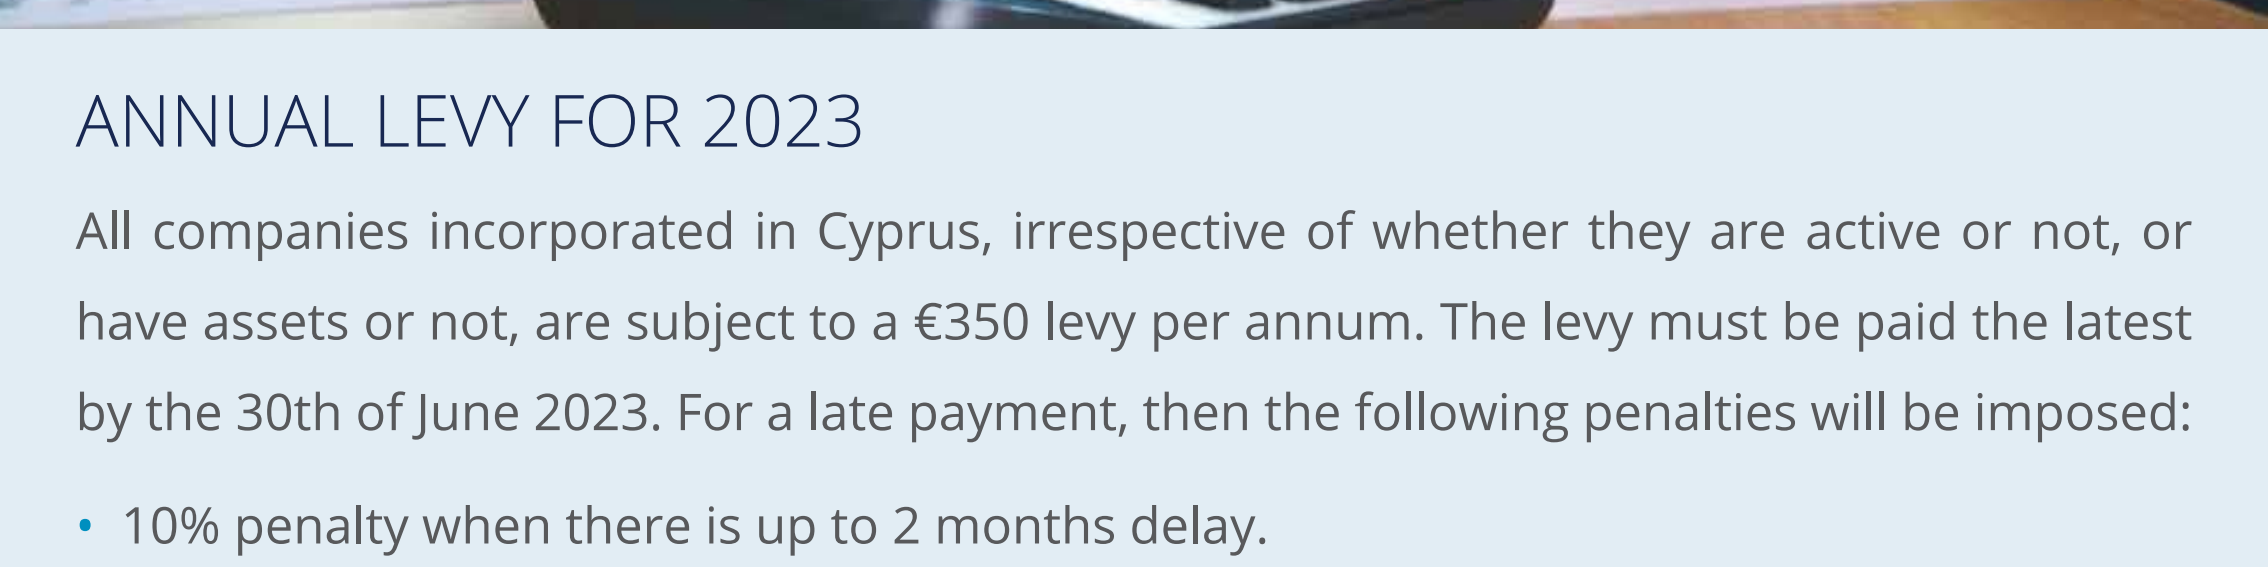 ANNUAL LEVY FOR 2023
All companies incorporated in Cyprus, irrespective of whether they are active or not, or
have assets or not, are subject to a €350 levy per annum. The levy must be paid the latest
by the 30th of June 2023. For a late payment, then the following penalties will be imposed:
• 10% penalty when there is up to 2 months delay.